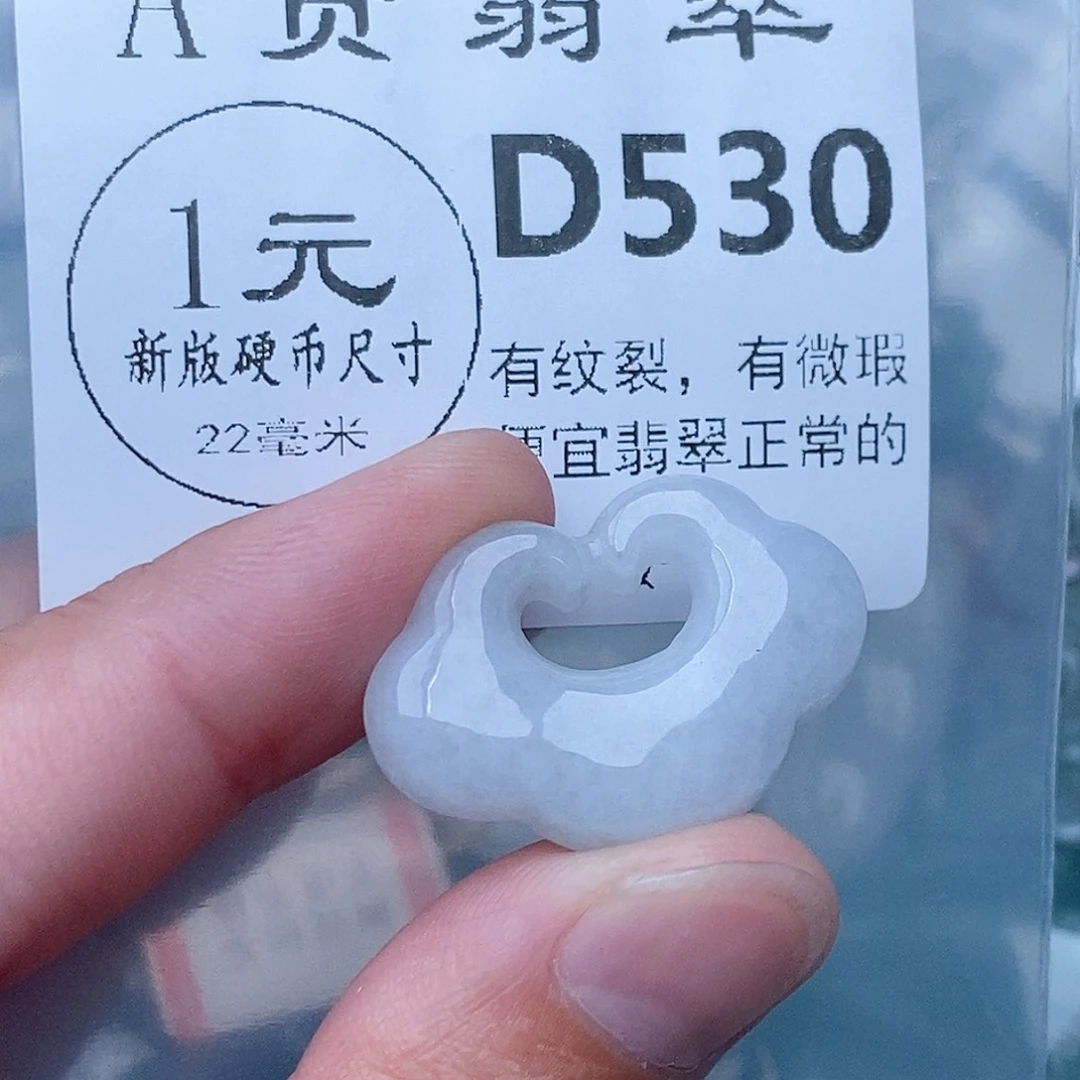 A货翡翠
D530
1元
新版硬币尺寸
22毫米
有纹裂，有微瑕
便宜翡翠正常的